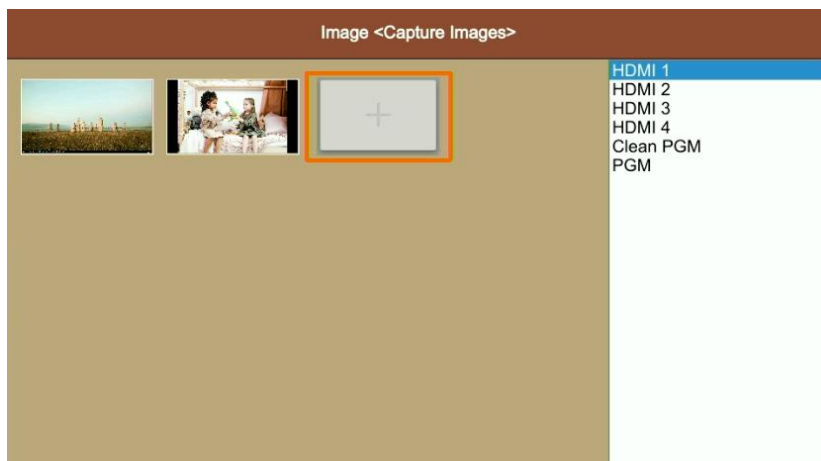 Image <Capture Images>
HDMI 1
HDMI 2
HDMI 3
HDMI 4
Clean PGM
PGM